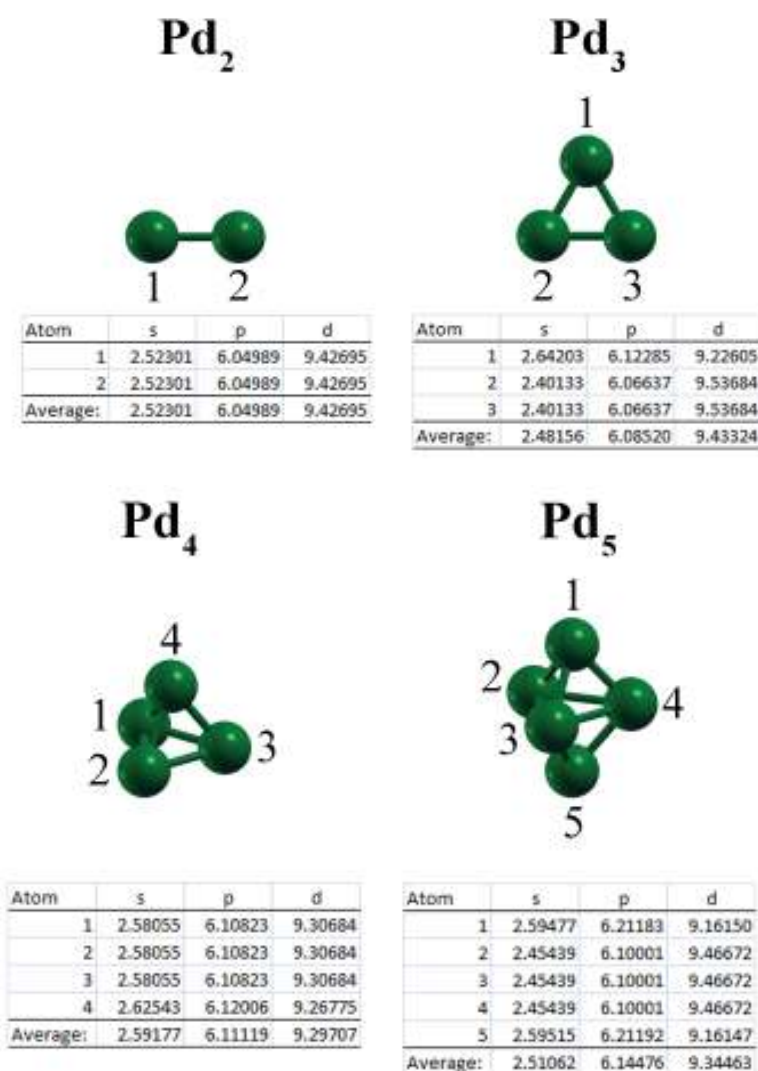 Pd2
1 2
Atom s p d
1 2.52301 6.04989 9.42695
2 2.52301 6.04989 9.42695
Average: 2.52301 6.04989 9.42695
Pd3
1
2 3
Atom s p d
1 2.64203 6.12285 9.22605
2 2.40133 6.06637 9.53684
3 2.40133 6.06637 9.53684
Average: 2.48156 6.08520 9.43324
Pd4
4
1
3
2
Atom s p d
1 2.58055 6.10823 9.30684
2 2.58055 6.10823 9.30684
3 2.58055 6.10823 9.30684
4 2.62543 6.12006 9.26775
Average: 2.59177 6.11119 9.29707
Pd5
1
2
4
3
5
Atom s p d
1 2.59477 6.21183 9.16150
2 2.45439 6.10001 9.46672
3 2.45439 6.10001 9.46672
4 2.45439 6.10001 9.46672
5 2.59515 6.21192 9.16147
Average: 2.51062 6.14476 9.34463